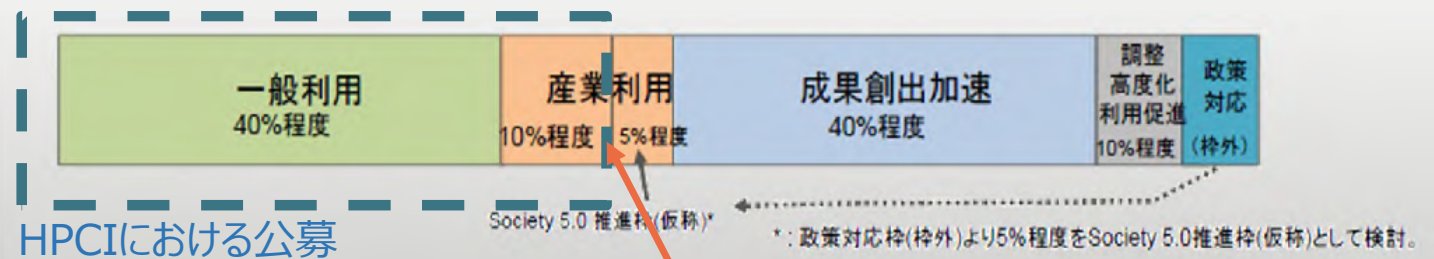 一般利用
40%程度
産業利用
10%程度
5%程度
成果創出加速
40%程度
調整
高度化
利用促進
10%程度
政策
対応
(枠外)
Society 5.0 推進枠(仮称)*
*：政策対応枠(枠外)より5%程度をSociety 5.0推進枠(仮称)として検討。
HPCIにおける公募